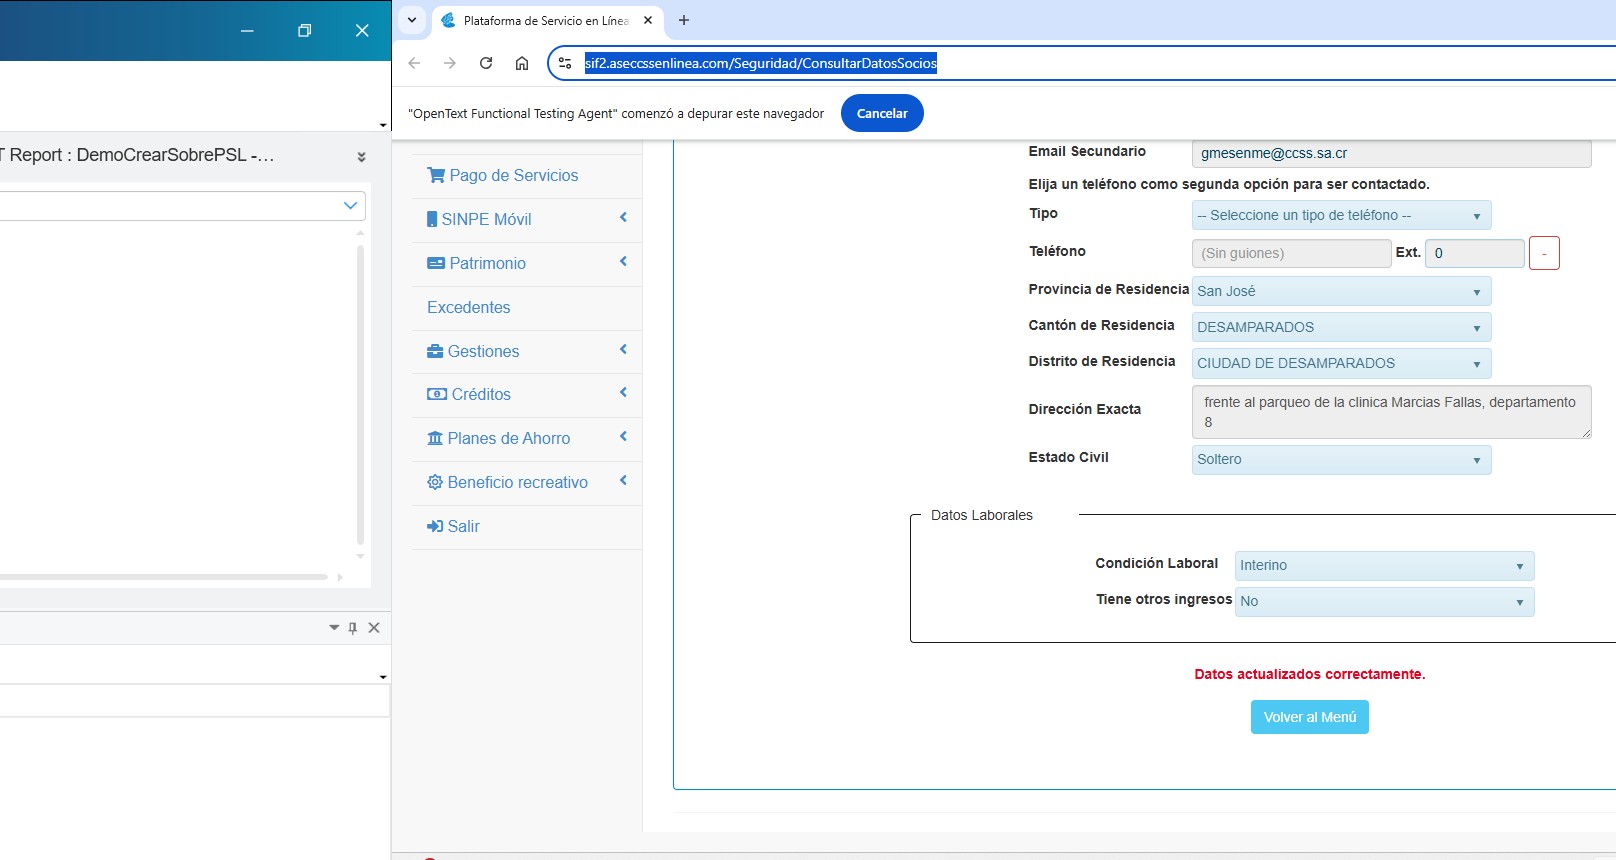 Plataforma de Servicio en Línea
sif2.aseccssenlinea.com/Seguridad/ConsultarDatosSocios
"OpenText Functional Testing Agent" comenzó a depurar este navegador
Cancelar
T Report : DemoCrearSobrePSL -...
Pago de Servicios
SINPE Móvil
Patrimonio
Excedentes
Gestiones
Créditos
Planes de Ahorro
Beneficio recreativo
Salir
Email Secundario
gmesenme@ccss.sa.cr
Elija un teléfono como segunda opción para ser contactado.
Tipo
-- Seleccione un tipo de teléfono --
Teléfono
(Sin guiones)
Ext.
0
-
Provincia de Residencia
San José
Cantón de Residencia
DESAMPARADOS
Distrito de Residencia
CIUDAD DE DESAMPARADOS
Dirección Exacta
frente al parqueo de la clinica Marcias Fallas, departamento
8
Estado Civil
Soltero
Datos Laborales
Condición Laboral
Interino
Tiene otros ingresos
No
Datos actualizados correctamente.
Volver al Menú